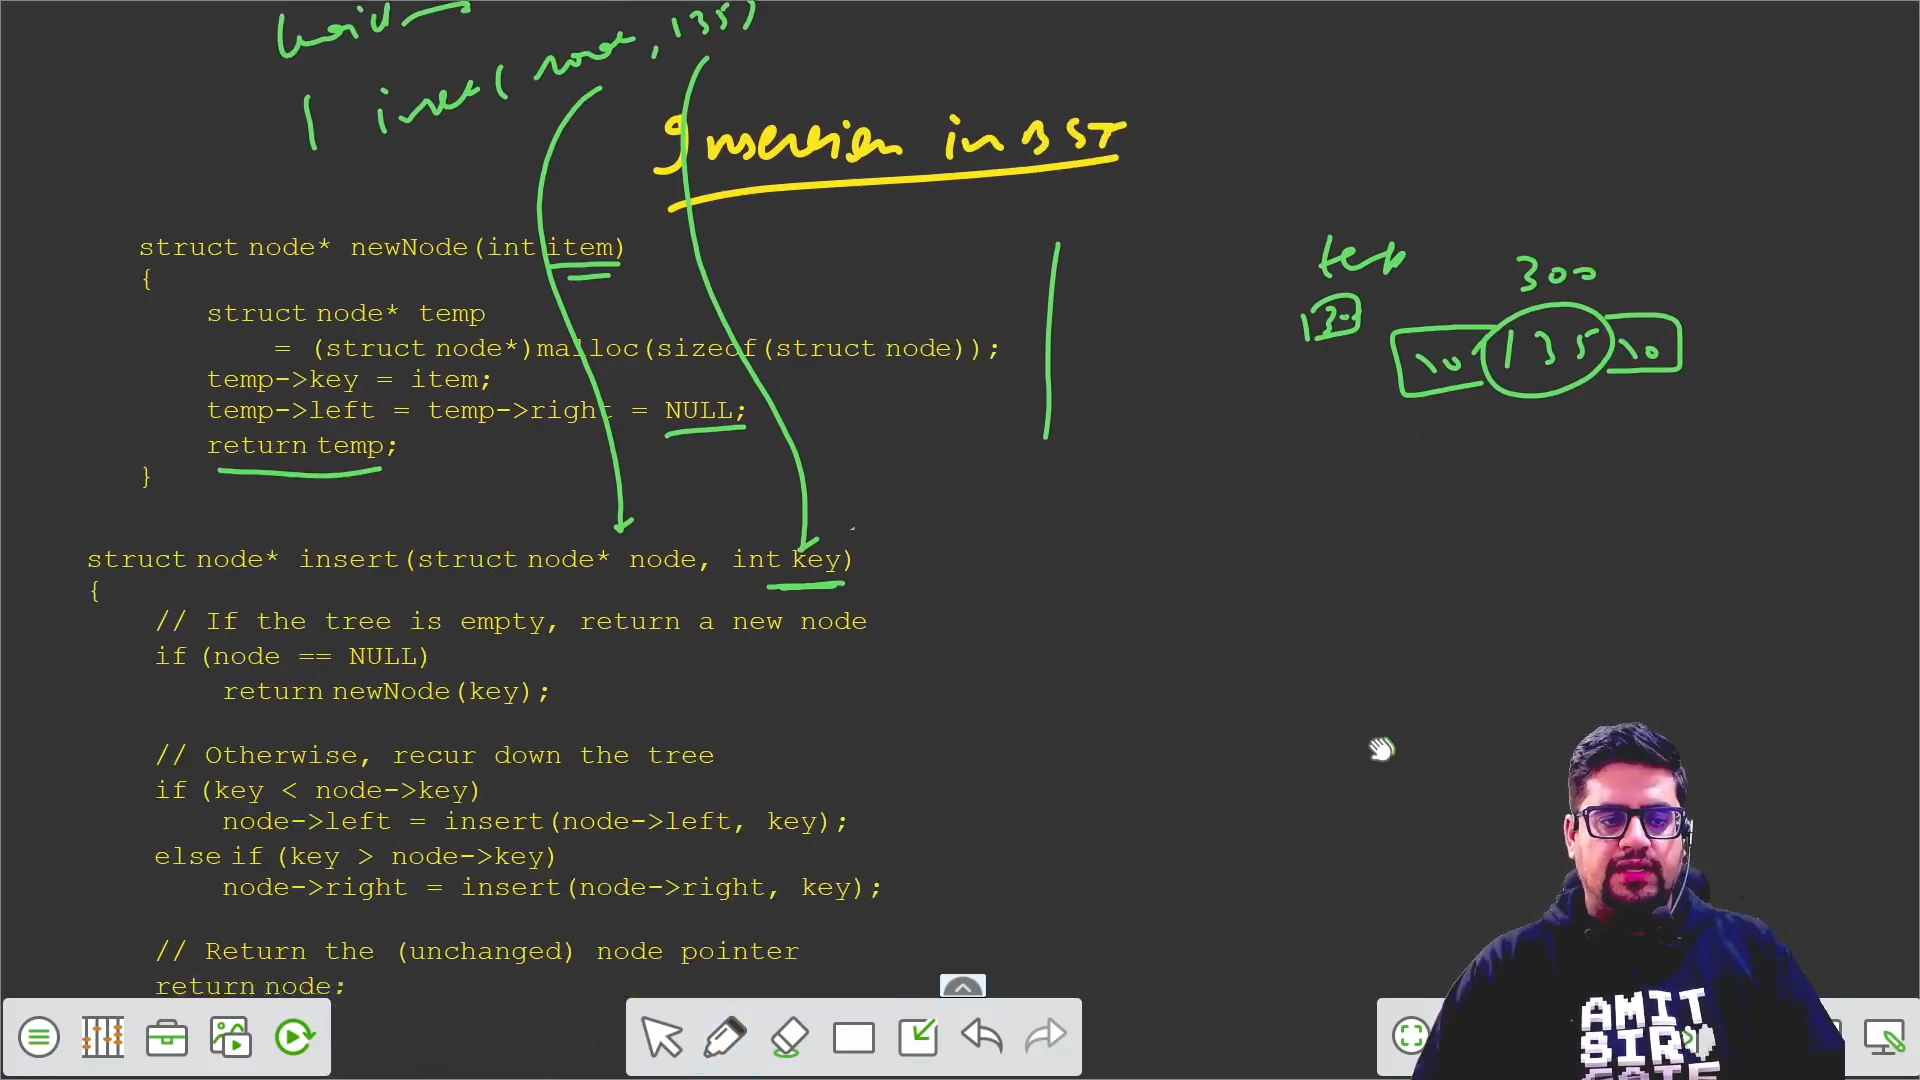 insert( node, 135)
Insertion in BST
struct node* newNode(int item)
{
struct node* temp
= (struct node*)malloc(sizeof(struct node));
temp->key = item;
temp->left = temp->right = NULL;
return temp;
}
temp
300
135
struct node* insert(struct node* node, int key)
{
// If the tree is empty, return a new node
if (node == NULL)
return newNode(key);
// Otherwise, recur down the tree
if (key < node->key)
node->left = insert(node->left, key);
else if (key > node->key)
node->right = insert(node->right, key);
// Return the (unchanged) node pointer
return node;
AMIT